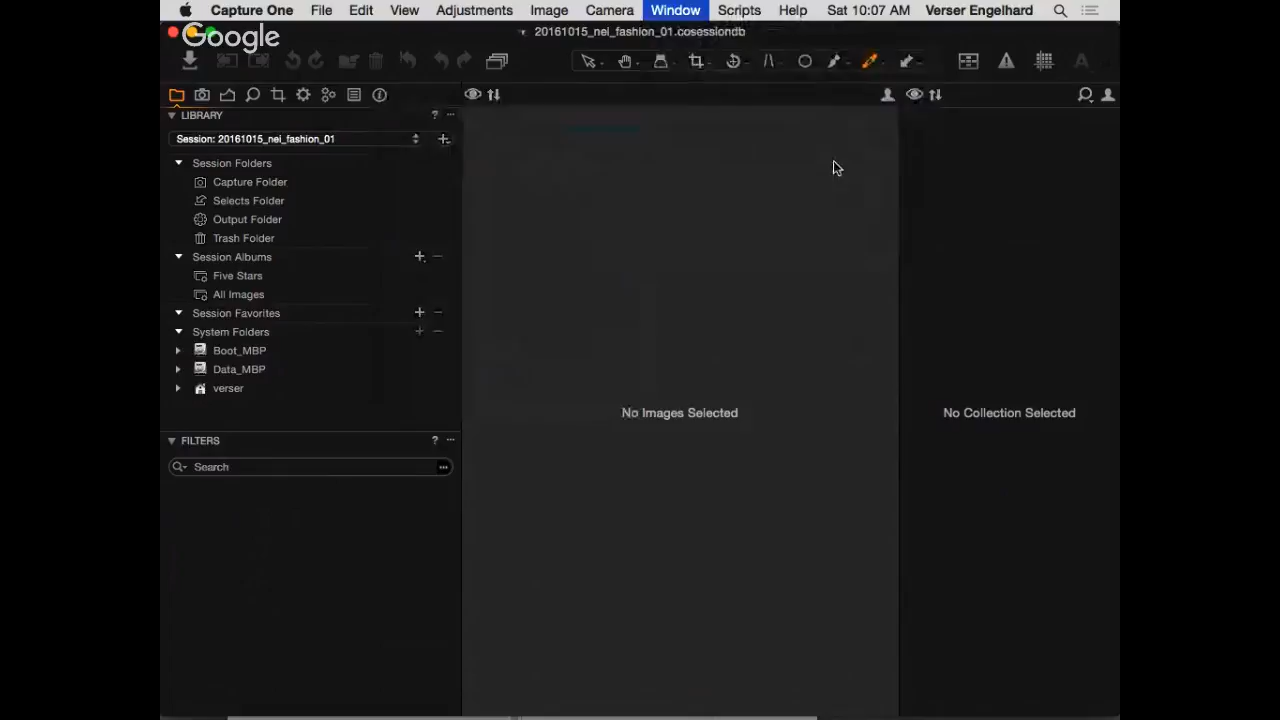 Capture One File Edit View Adjustments Image Camera Window Scripts Help Sat 10:07 AM Verser Engelhard
Google
20161015_nei_fashion_01.cosessiondb
A
LIBRARY ?
Session: 20161015_nei_fashion_01
Session Folders
Capture Folder
Selects Folder
Output Folder
Trash Folder
Session Albums
Five Stars
All Images
Session Favorites
System Folders
Boot_MBP
Data_MBP
verser
No Images Selected
No Collection Selected
FILTERS ?
Search